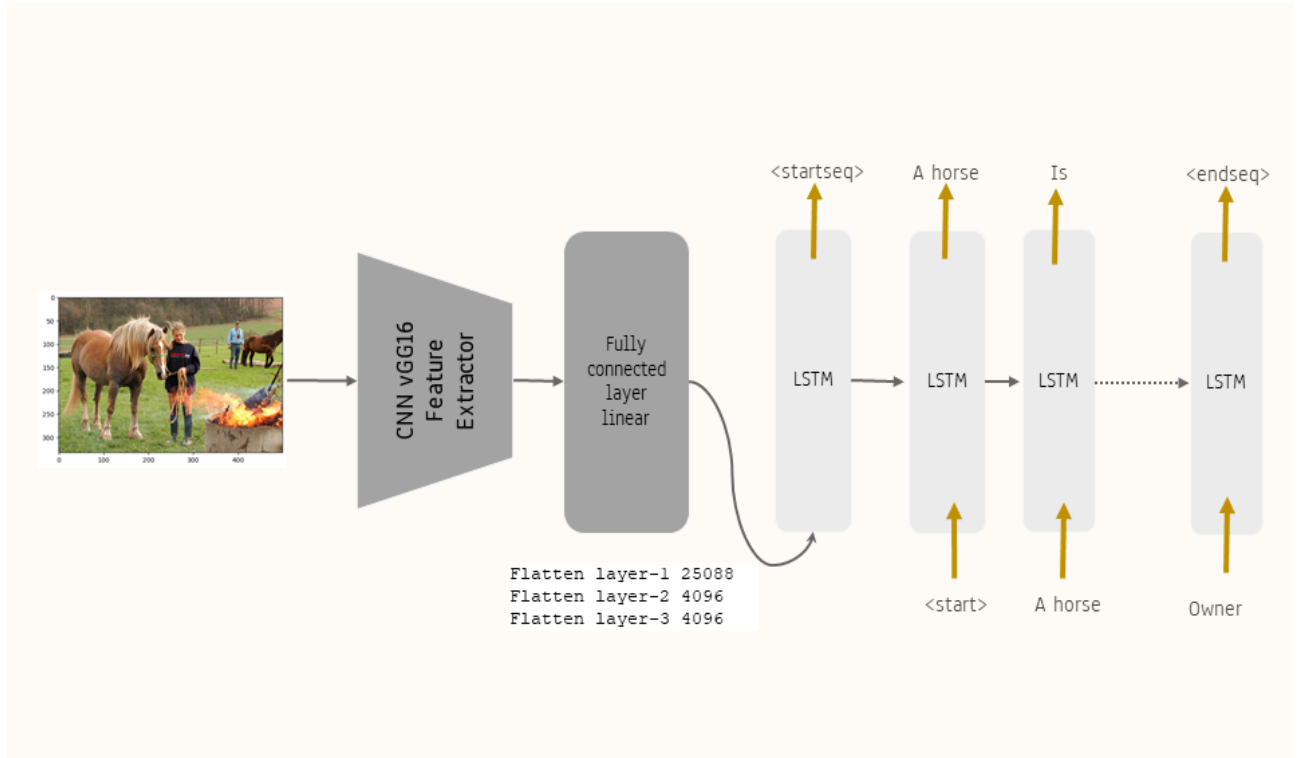 <startseq>
A horse
Is
<endseq>
0
50
100
150
200
250
300
0
100
200
300
400
CNN vGG16
Feature
Extractor
Fully
connected
layer
linear
LSTM
LSTM
LSTM
LSTM
Flatten layer-1 25088
Flatten layer-2 4096
Flatten layer-3 4096
<start>
A horse
Owner